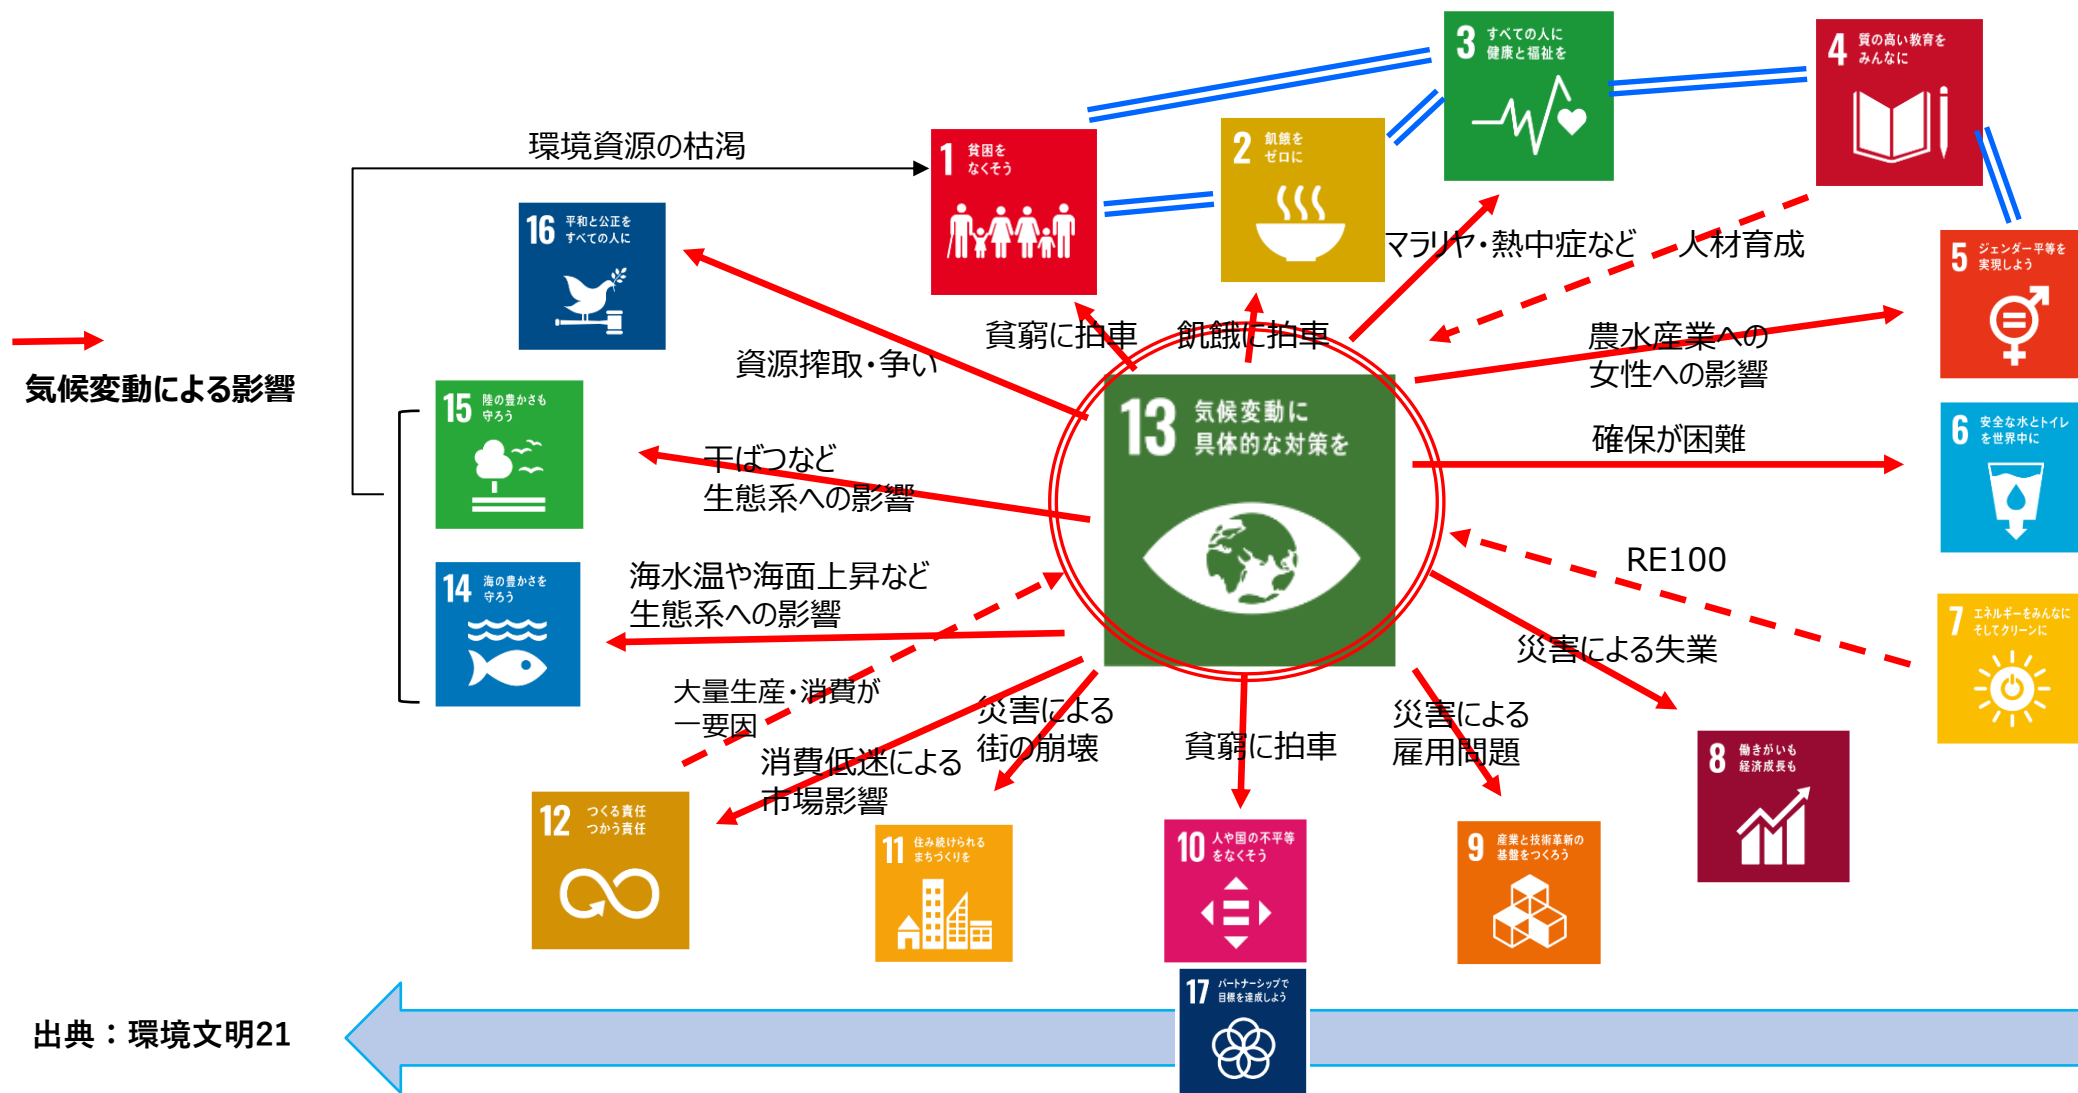 3 すべての人に
健康と福祉を
4 質の高い教育を
みんなに
環境資源の枯渇
1 貧困を
なくそう
2 飢餓を
ゼロに
16 平和と公正を
すべての人に
マラリヤ・熱中症など
人材育成
5 ジェンダー平等を
実現しよう
貧窮に拍車
飢餓に拍車
資源搾取・争い
農水産業への
女性への影響
気候変動による影響
15 陸の豊かさも
守ろう
13 気候変動に
具体的な対策を
確保が困難
6 安全な水とトイレ
を世界中に
干ばつなど
生態系への影響
14 海の豊かさを
守ろう
海水温や海面上昇など
生態系への影響
RE100
7 エネルギーをみんなに
そしてクリーンに
災害による失業
大量生産・消費が
一要因
災害による
街の崩壊
貧窮に拍車
災害による
雇用問題
消費低迷による
市場影響
8 働きがいも
経済成長も
12 つくる責任
つかう責任
11 住み続けられる
まちづくりを
10 人や国の不平等
をなくそう
9 産業と技術革新の
基盤をつくろう
17 パートナーシップで
目標を達成しよう
出典：環境文明21